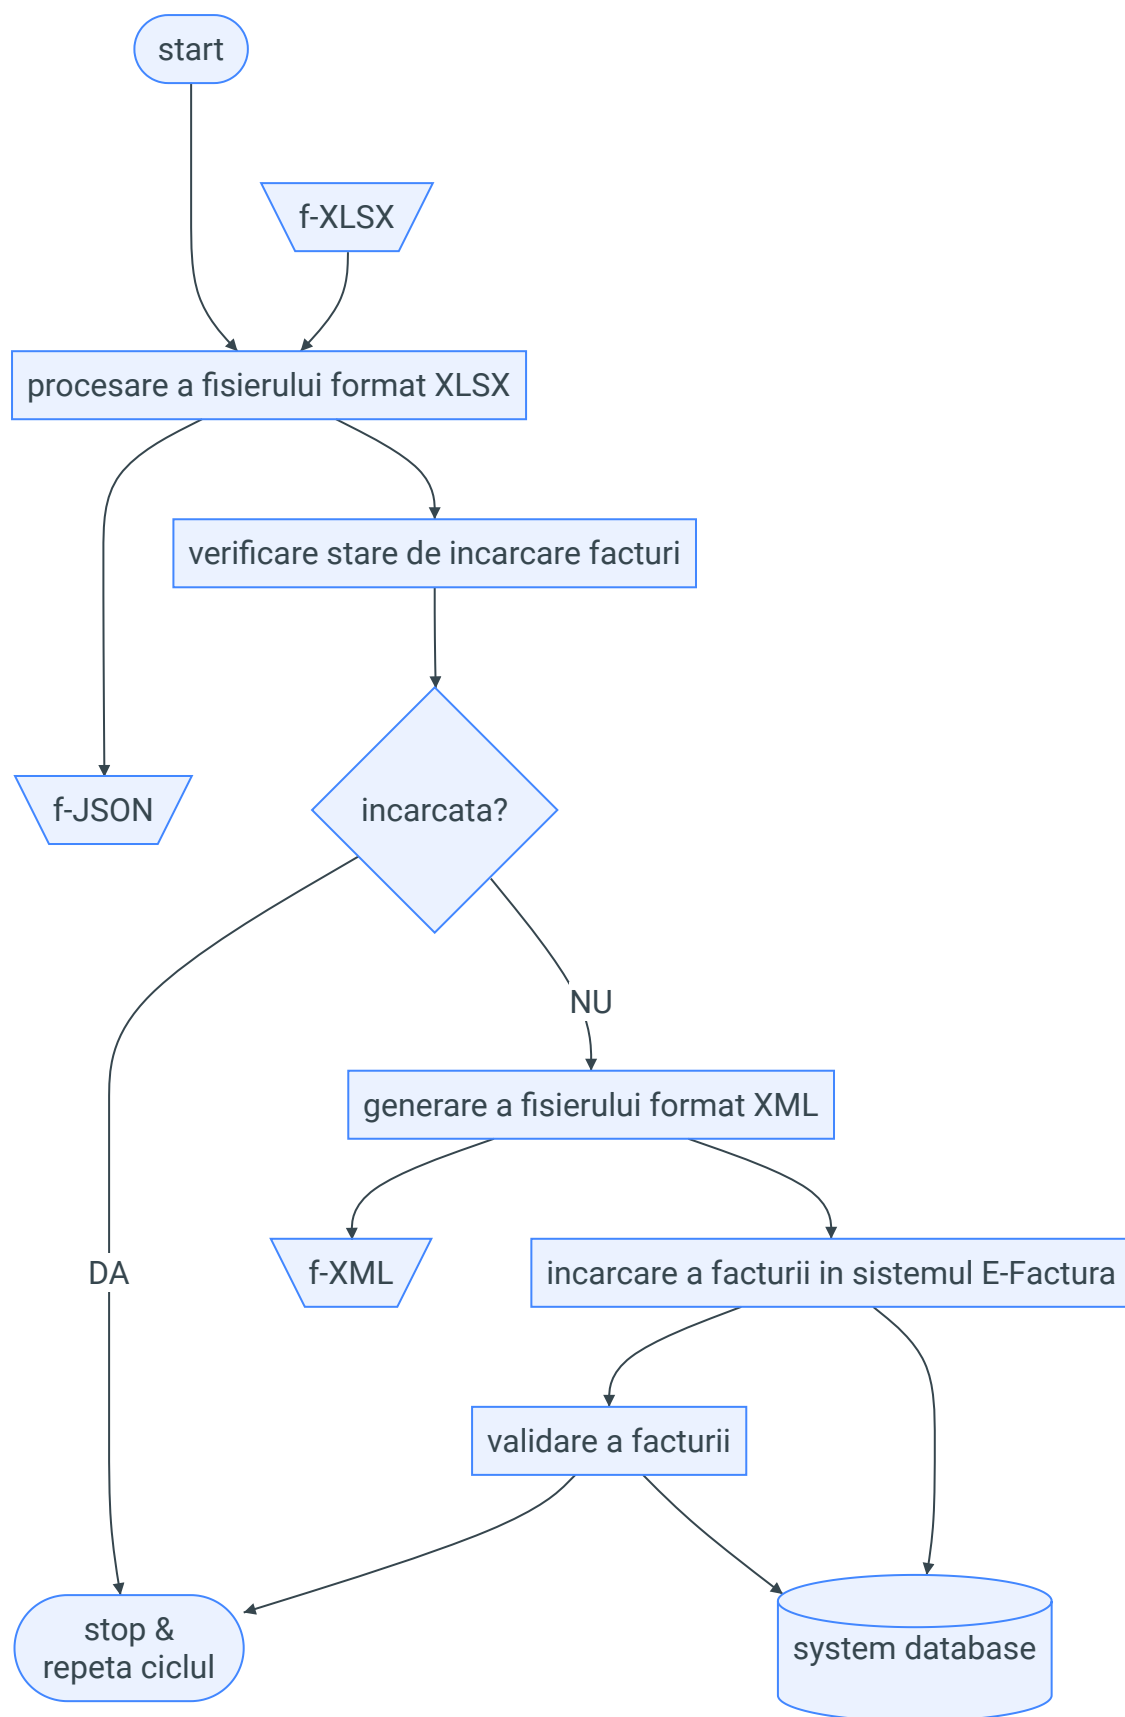 start
f-XLSX
procesare a fisierului format XLSX
verificare stare de incarcare facturi
f-JSON
incarcata?
NU
generare a fisierului format XML
DA
f-XML
incarcare a facturii in sistemul E-Factura
validare a facturii
stop &
repeta ciclul
system database